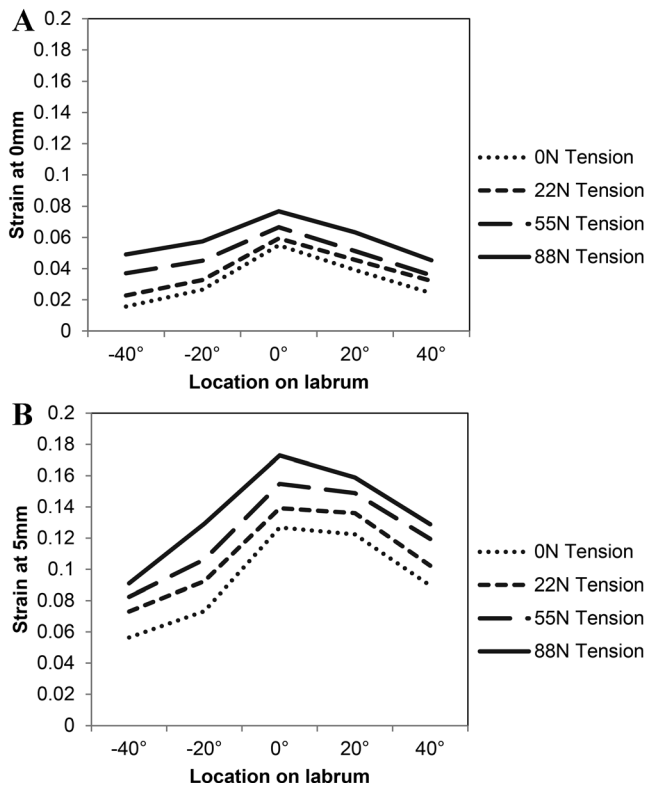 A
Strain at 0mm
0.2
0.18
0.16
0.14
0.12
0.1
0.08
0.06
0.04
0.02
0
-40° -20° 0° 20° 40°
Location on labrum
0N Tension
22N Tension
55N Tension
88N Tension
B
Strain at 5mm
0.2
0.18
0.16
0.14
0.12
0.1
0.08
0.06
0.04
0.02
0
-40° -20° 0° 20° 40°
Location on labrum
0N Tension
22N Tension
55N Tension
88N Tension